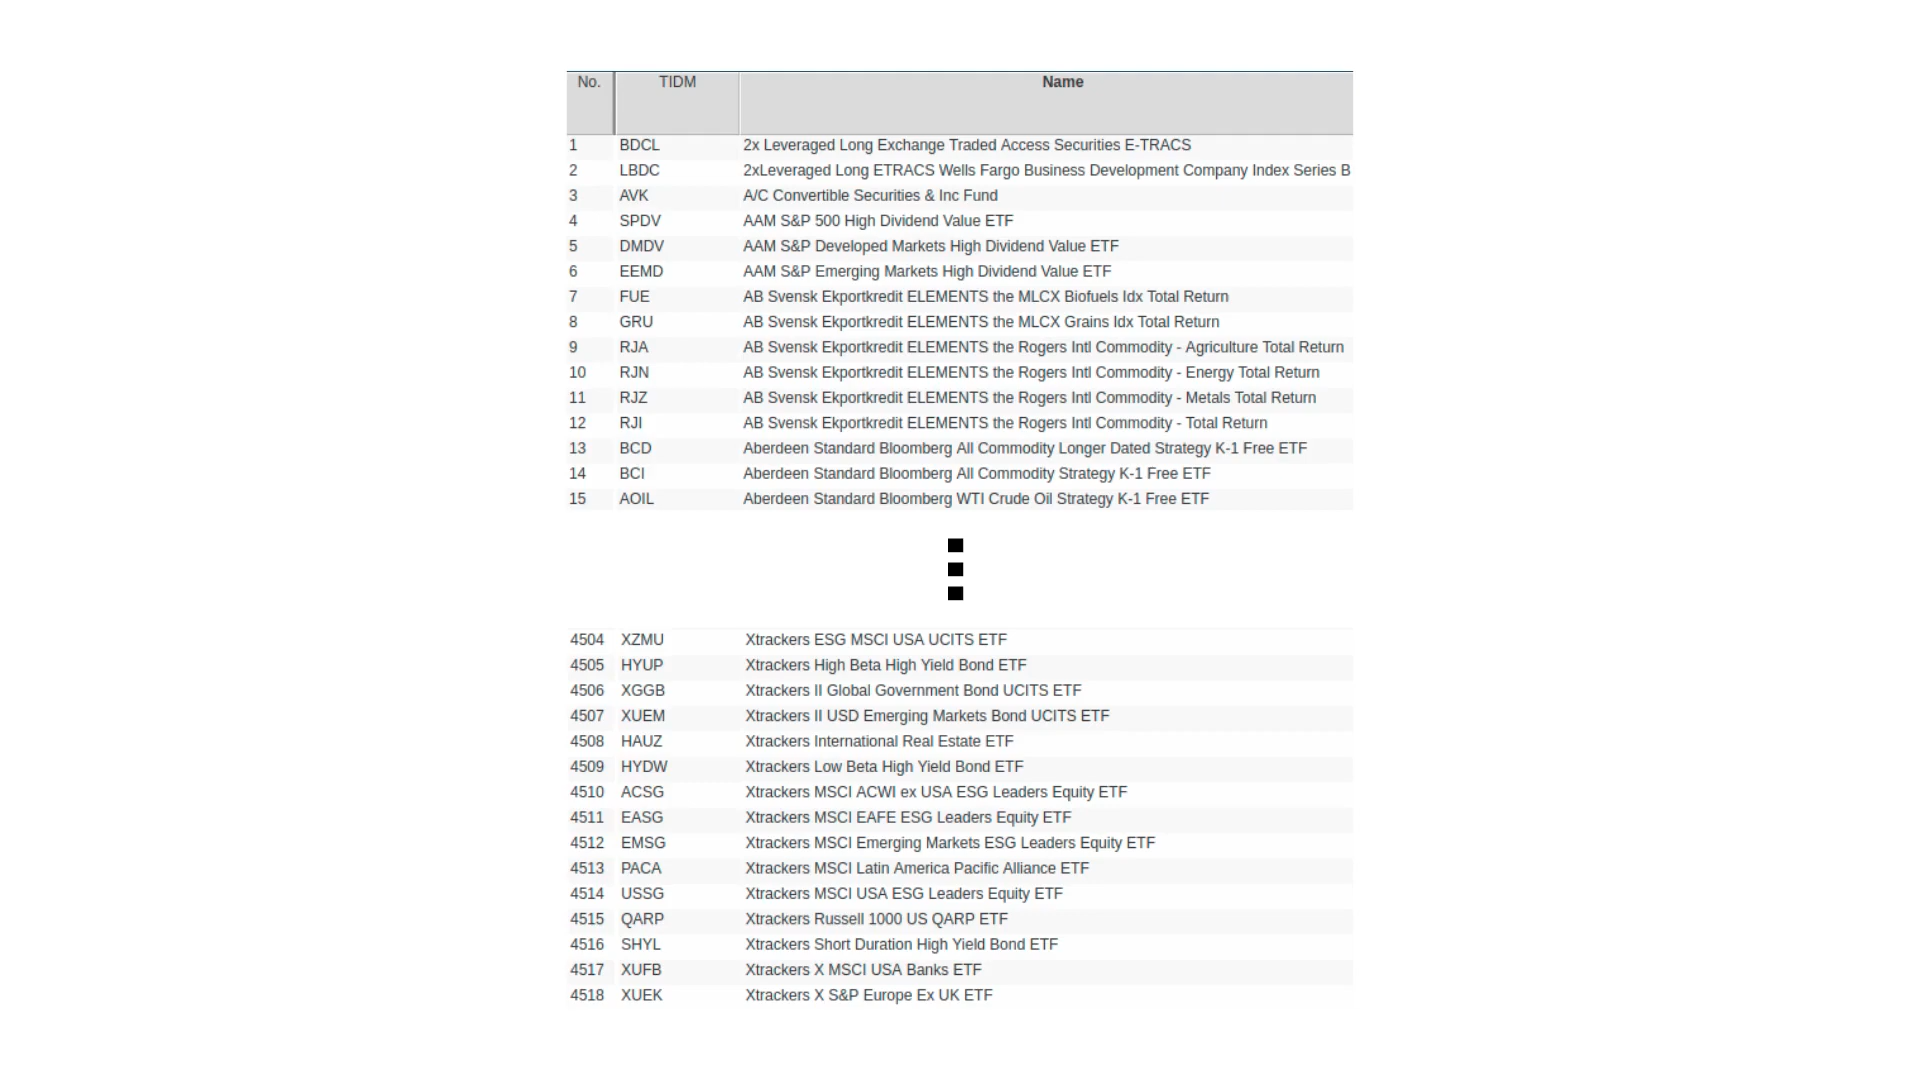 No. TIDM Name
1 BDCL 2x Leveraged Long Exchange Traded Access Securities E-TRACS
2 LBDC 2xLeveraged Long ETRACS Wells Fargo Business Development Company Index Series B
3 AVK A/C Convertible Securities & Inc Fund
4 SPDV AAM S&P 500 High Dividend Value ETF
5 DMDV AAM S&P Developed Markets High Dividend Value ETF
6 EEMD AAM S&P Emerging Markets High Dividend Value ETF
7 FUE AB Svensk Ekportkredit ELEMENTS the MLCX Biofuels Idx Total Return
8 GRU AB Svensk Ekportkredit ELEMENTS the MLCX Grains Idx Total Return
9 RJA AB Svensk Ekportkredit ELEMENTS the Rogers Intl Commodity - Agriculture Total Return
10 RJN AB Svensk Ekportkredit ELEMENTS the Rogers Intl Commodity - Energy Total Return
11 RJZ AB Svensk Ekportkredit ELEMENTS the Rogers Intl Commodity - Metals Total Return
12 RJI AB Svensk Ekportkredit ELEMENTS the Rogers Intl Commodity - Total Return
13 BCD Aberdeen Standard Bloomberg All Commodity Longer Dated Strategy K-1 Free ETF
14 BCI Aberdeen Standard Bloomberg All Commodity Strategy K-1 Free ETF
15 AOIL Aberdeen Standard Bloomberg WTI Crude Oil Strategy K-1 Free ETF
4504 XZMU Xtrackers ESG MSCI USA UCITS ETF
4505 HYUP Xtrackers High Beta High Yield Bond ETF
4506 XGGB Xtrackers II Global Government Bond UCITS ETF
4507 XUEM Xtrackers II USD Emerging Markets Bond UCITS ETF
4508 HAUZ Xtrackers International Real Estate ETF
4509 HYDW Xtrackers Low Beta High Yield Bond ETF
4510 ACSG Xtrackers MSCI ACWI ex USA ESG Leaders Equity ETF
4511 EASG Xtrackers MSCI EAFE ESG Leaders Equity ETF
4512 EMSG Xtrackers MSCI Emerging Markets ESG Leaders Equity ETF
4513 PACA Xtrackers MSCI Latin America Pacific Alliance ETF
4514 USSG Xtrackers MSCI USA ESG Leaders Equity ETF
4515 QARP Xtrackers Russell 1000 US QARP ETF
4516 SHYL Xtrackers Short Duration High Yield Bond ETF
4517 XUFB Xtrackers X MSCI USA Banks ETF
4518 XUEK Xtrackers X S&P Europe Ex UK ETF